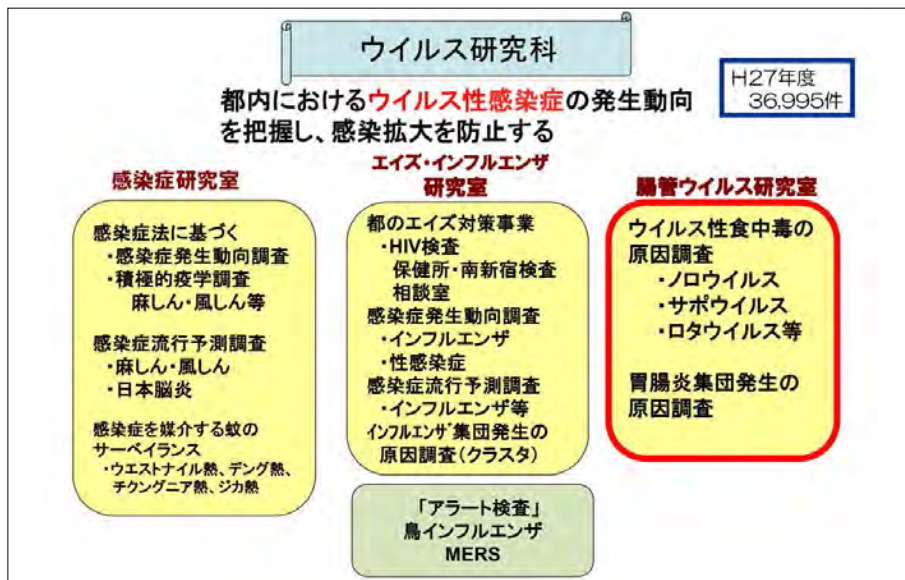 ウイルス研究科
H27年度
36,995件
都内におけるウイルス性感染症の発生動向
を把握し、感染拡大を防止する
感染症研究室
感染症法に基づく
・感染症発生動向調査
・積極的疫学調査
麻しん・風しん等
感染症流行予測調査
・麻しん・風しん
・日本脳炎
感染症を媒介する蚊の
サーベイランス
・ウエストナイル熱、デング熱、
チクングニア熱、ジカ熱
エイズ・インフルエンザ
研究室
都のエイズ対策事業
・HIV検査
保健所・南新宿検査
相談室
感染症発生動向調査
・インフルエンザ
・性感染症
感染症流行予測調査
・インフルエンザ等
インフルエンザ集団発生の
原因調査(クラスタ)
「アラート検査」
鳥インフルエンザ
MERS
腸管ウイルス研究室
ウイルス性食中毒の
原因調査
・ノロウイルス
・サポウイルス
・ロタウイルス等
胃腸炎集団発生の
原因調査